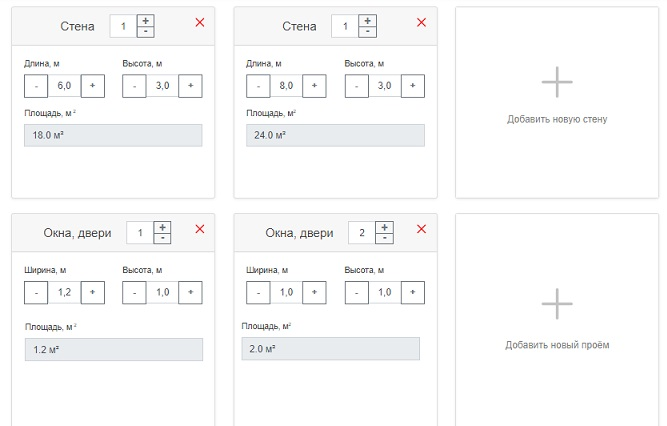 Стена 1 + -
Длина, м Высота, м
- 6,0 + - 3,0 +
Площадь, м²
18.0 м²
Стена 1 + -
Длина, м Высота, м
- 8,0 + - 3,0 +
Площадь, м²
24.0 м²
Добавить новую стену
Окна, двери 1 + -
Ширина, м Высота, м
- 1,2 + - 1,0 +
Площадь, м²
1.2 м²
Окна, двери 2 + -
Ширина, м Высота, м
- 1,0 + - 1,0 +
Площадь, м²
2.0 м²
Добавить новый проём